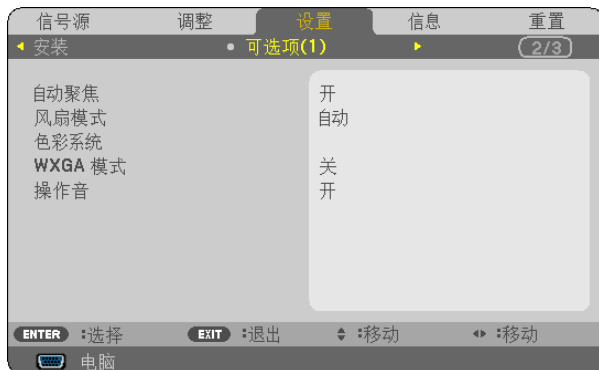 信号源 调整 设置 信息 重置
安装 可选项(1) 2/3
自动聚焦 开
风扇模式 自动
色彩系统
WXGA 模式 关
操作音 开
ENTER :选择 EXIT :退出 :移动 :移动
电脑